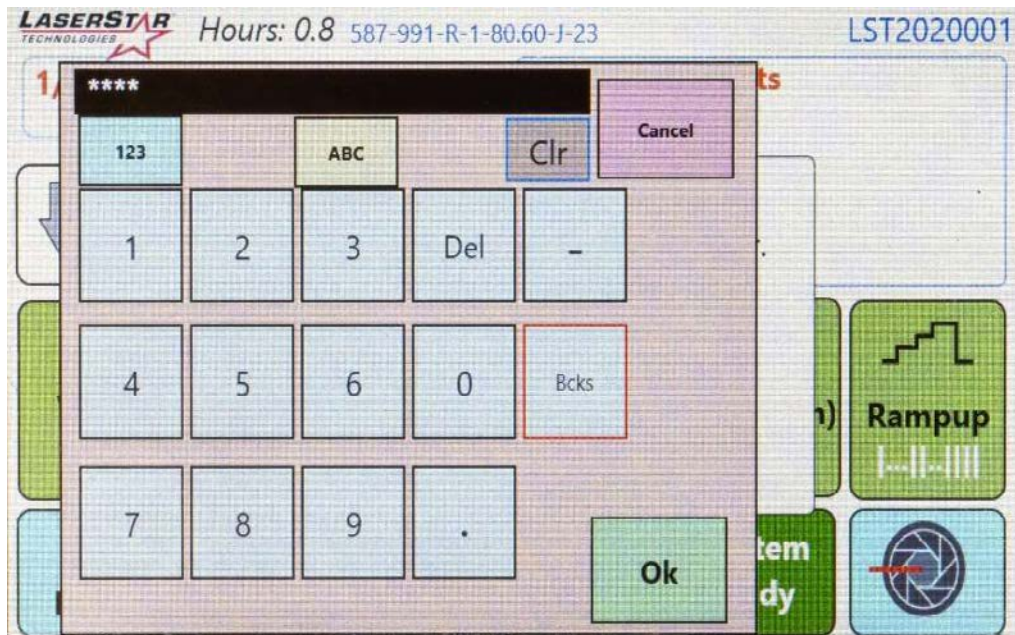 LASERSTAR
TECHNOLOGIES
Hours: 0.8 587-991-R-1-80.60-J-23 LST2020001
1/
ts
****
Cancel
123 ABC Clr
1 2 3 Del -
4 5 6 0 Bcks
n) Rampup
7 8 9 .
Ok
tem
dy